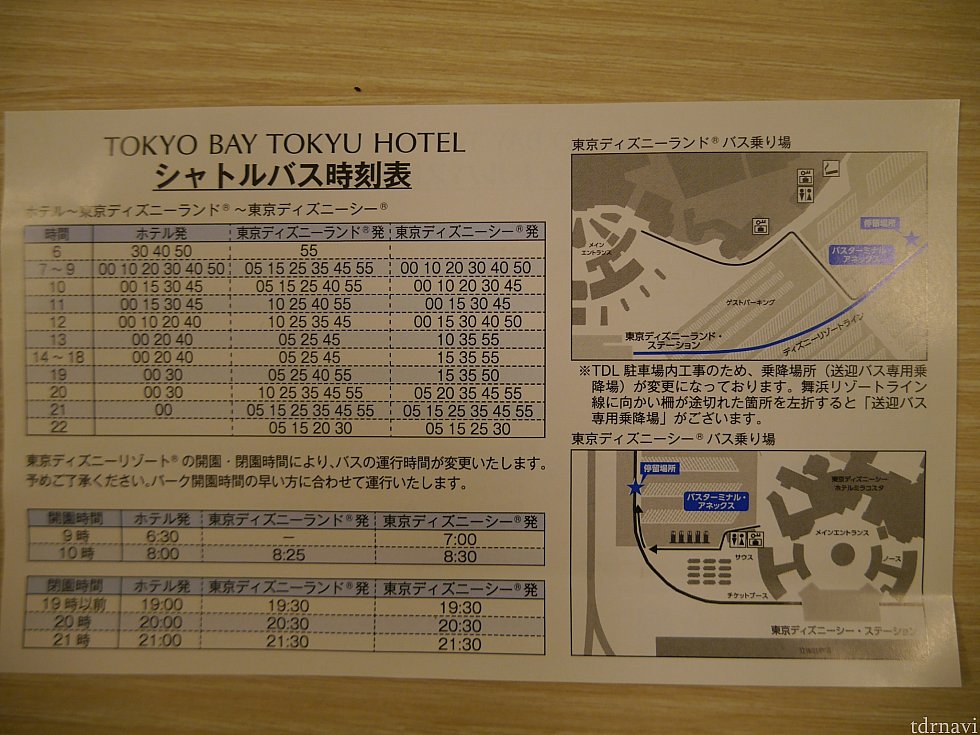 TOKYO BAY TOKYU HOTEL
シャトルバス時刻表
ホテル～東京ディズニーランド®～東京ディズニーシー®
時間 ホテル発 東京ディズニーランド®発 東京ディズニーシー®発
6 30 40 50 55
7～9 00 10 20 30 40 50 05 15 25 35 45 55 00 10 20 30 40 50
10 00 15 30 45 05 15 25 40 55 00 10 20 30 45
11 00 15 30 45 10 25 40 55 00 15 30 45
12 00 10 20 40 10 25 35 45 00 15 30 40 50
13 00 20 40 05 25 45 10 35 55
14～18 00 20 40 05 25 45 15 35 55
19 00 30 05 25 45 15 35 50
20 00 30 10 25 35 45 55 05 20 35 45 55
21 00 05 15 25 35 45 55 05 15 25 35 45 55
22 05 15 20 30 05 15 25 30
東京ディズニーリゾート®の開園・閉園時間により、バスの運行時間が変更いたします。
予めご了承ください。パーク開園時間の早い方に合わせて運行いたします。
開園時間 ホテル発 東京ディズニーランド®発 東京ディズニーシー®発
9時 6:30 － 7:00
10時 8:00 8:25 8:30
閉園時間 ホテル発 東京ディズニーランド®発 東京ディズニーシー®発
19時以前 19:00 19:30 19:30
20時 20:00 20:30 20:30
21時 21:00 21:30 21:30
東京ディズニーランド®バス乗り場
停留場所
バスターミナル・
アネックス
メイン
エントランス
ゲストパーキング
東京ディズニーランド・
ステーション
ディズニーリゾートライン
※TDL駐車場内工事のため、乗降場所（送迎バス専用乗
降場）が変更になっております。舞浜リゾートライン
線に向かい柵が途切れた箇所を左折すると「送迎バス
専用乗降場」がございます。
東京ディズニーシー®バス乗り場
停留場所
バスターミナル・
アネックス
東京ディズニーシー・
ホテルミラコスタ
メインエントランス
サウス
ノース
チケットブース
東京ディズニーシー・ステーション
tdrnavi